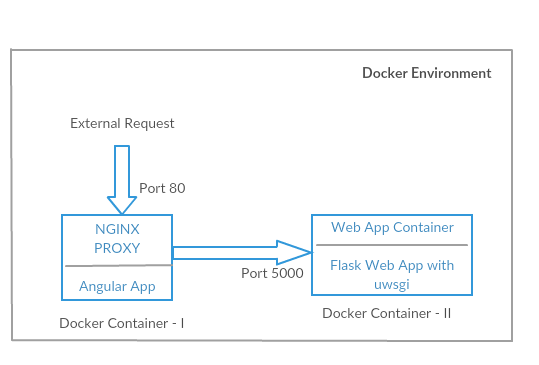 Docker Environment
External Request
Port 80
NGINX
PROXY
Angular App
Docker Container - I
Port 5000
Web App Container
Flask Web App with
uwsgi
Docker Container - II